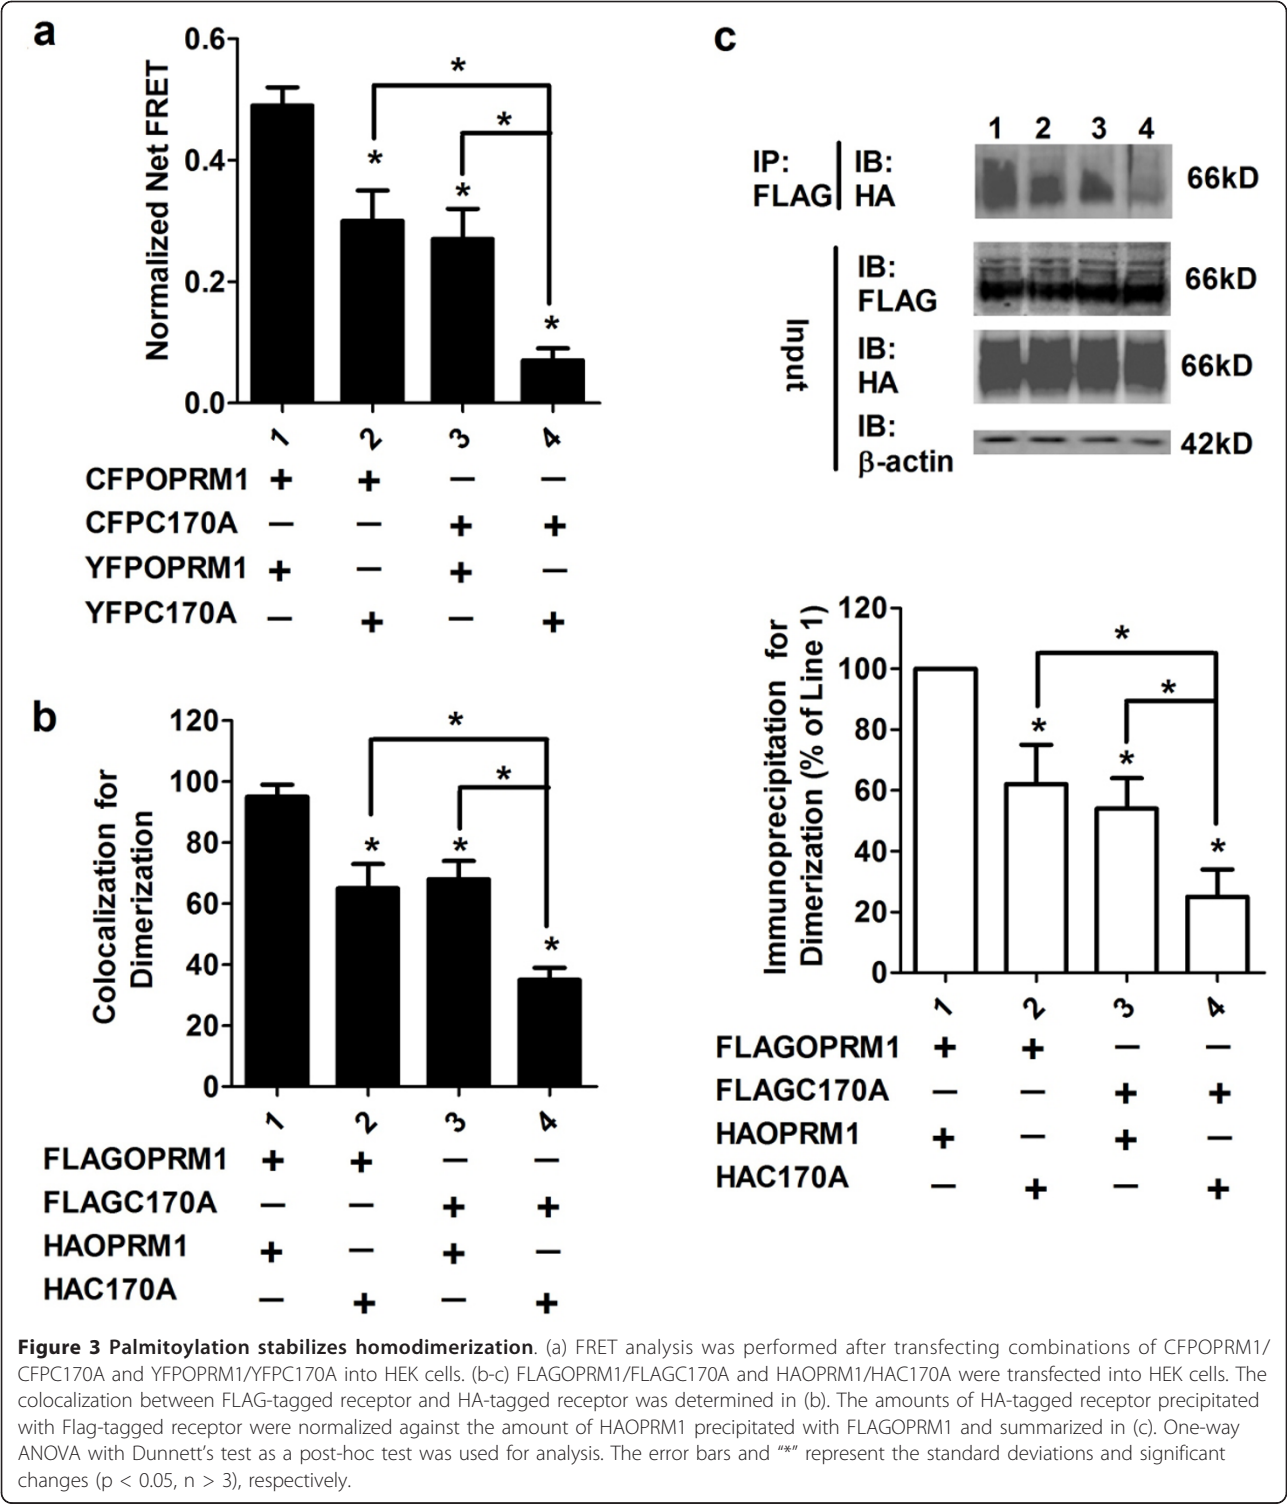 a
Normalized Net FRET
0.6
0.4
0.2
0.0
*
*
*
*
*
1 2 3 4
CFPOPRM1 + + — —
CFPC170A — — + +
YFPOPRM1 + — + —
YFPC170A — + — +
b
Colocalization for
Dimerization
120
100
80
60
40
20
0
*
*
*
*
*
1 2 3 4
FLAGOPRM1 + + — —
FLAGC170A — — + +
HAOPRM1 + — + —
HAC170A — + — +
c
1 2 3 4
IP: IB:
FLAG HA
66kD
Input
IB:
FLAG
66kD
IB:
HA
66kD
IB:
β-actin
42kD
Immunoprecipitation for
Dimerization (% of Line 1)
120
100
80
60
40
20
0
*
*
*
*
*
1 2 3 4
FLAGOPRM1 + + — —
FLAGC170A — — + +
HAOPRM1 + — + —
HAC170A — + — +
Figure 3 Palmitoylation stabilizes homodimerization. (a) FRET analysis was performed after transfecting combinations of CFPOPRM1/
CFPC170A and YFPOPRM1/YFPC170A into HEK cells. (b-c) FLAGOPRM1/FLAGC170A and HAOPRM1/HAC170A were transfected into HEK cells. The
colocalization between FLAG-tagged receptor and HA-tagged receptor was determined in (b). The amounts of HA-tagged receptor precipitated
with Flag-tagged receptor were normalized against the amount of HAOPRM1 precipitated with FLAGOPRM1 and summarized in (c). One-way
ANOVA with Dunnett’s test as a post-hoc test was used for analysis. The error bars and “*” represent the standard deviations and significant
changes (p < 0.05, n > 3), respectively.